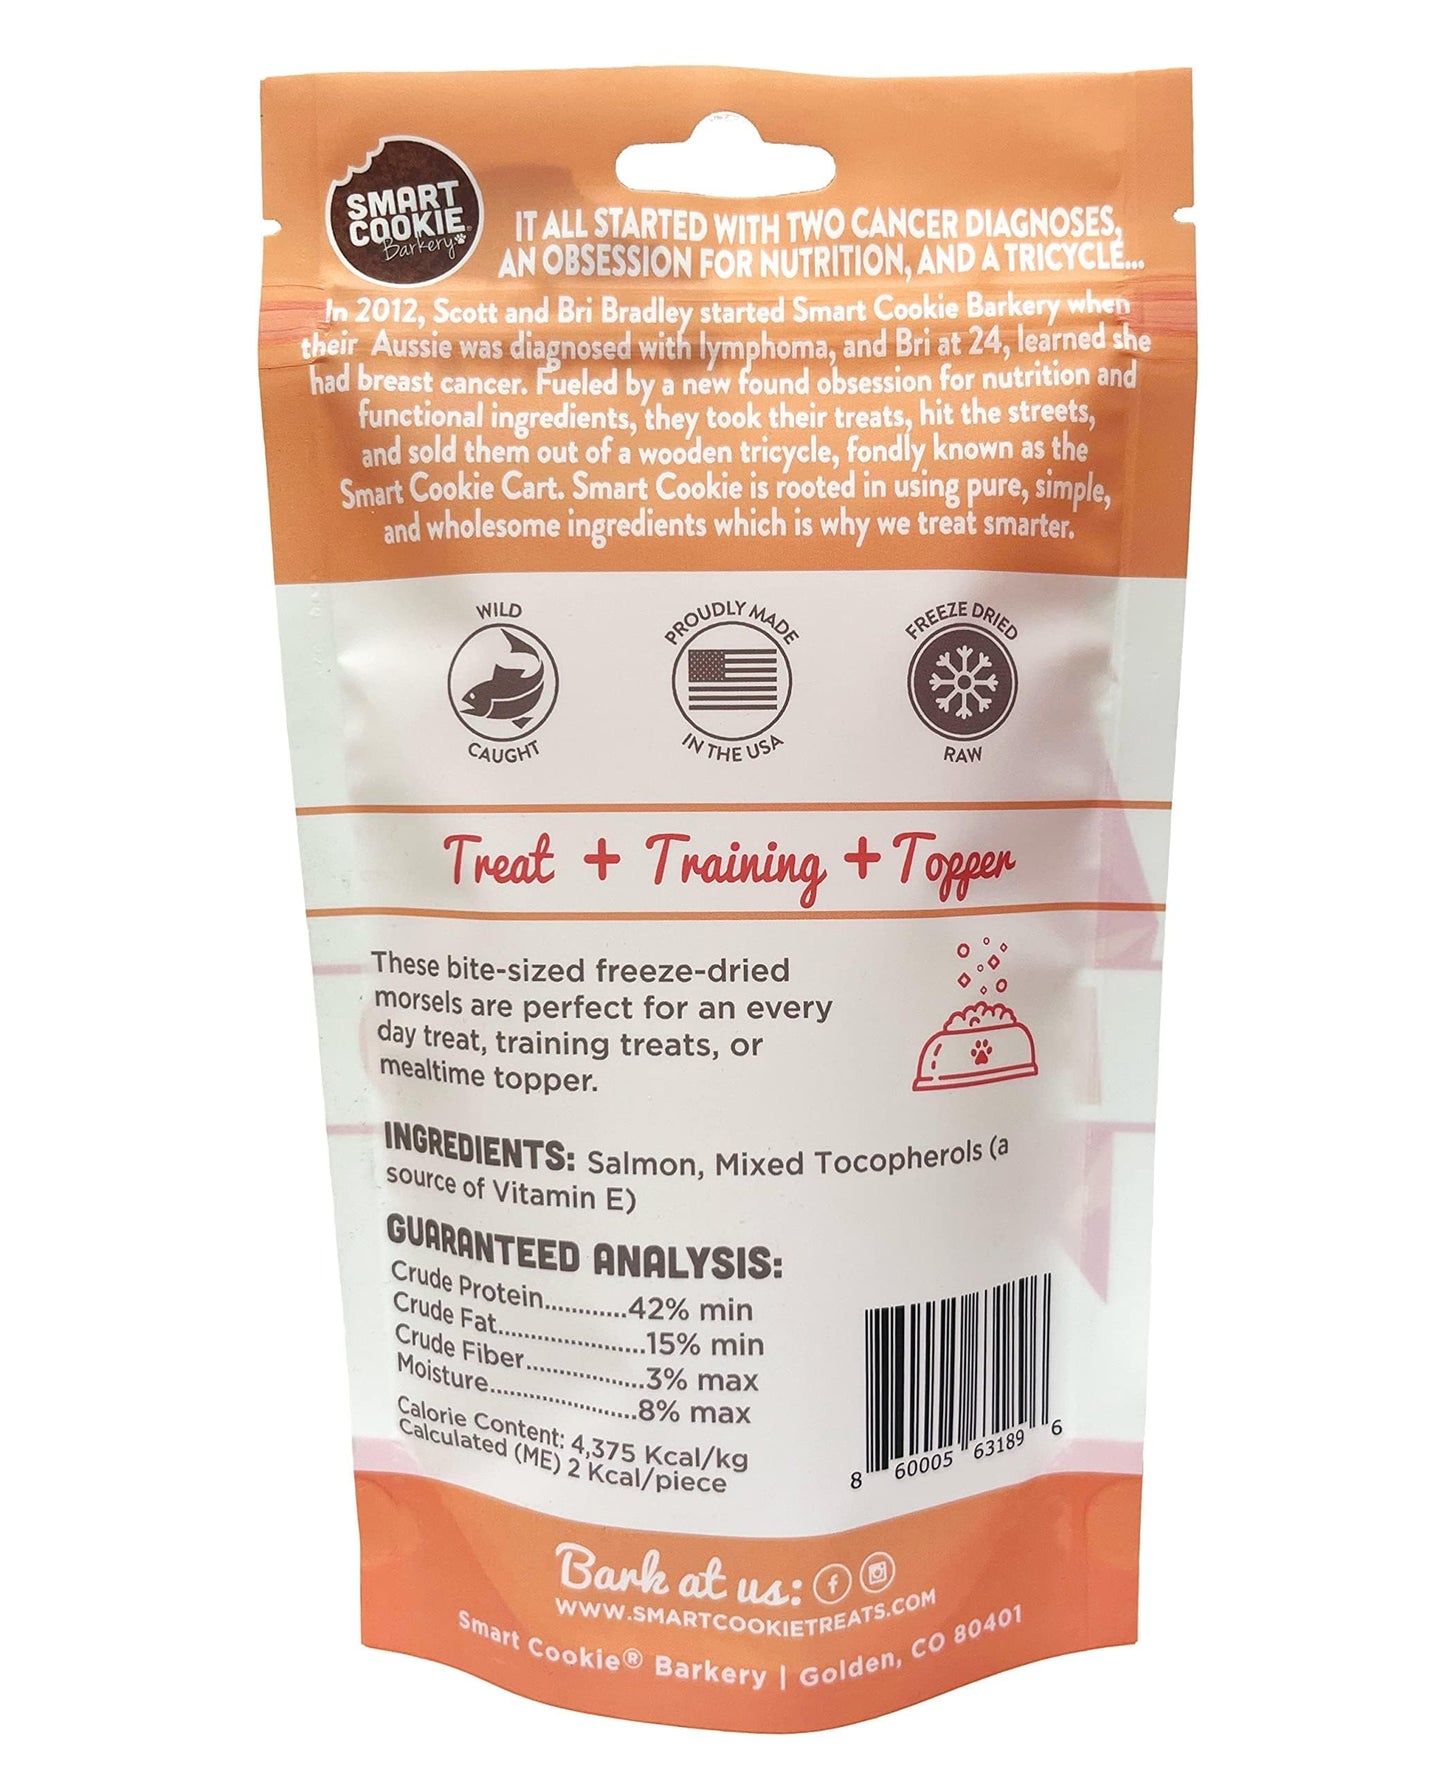 SMART
COOKIE®
Barkery
IT ALL STARTED WITH TWO CANCER DIAGNOSES,
AN OBSESSION FOR NUTRITION, AND A TRICYCLE...
In 2012, Scott and Bri Bradley started Smart Cookie Barkery when
their Aussie was diagnosed with lymphoma, and Bri at 24, learned she
had breast cancer. Fueled by a new found obsession for nutrition and
functional ingredients, they took their treats, hit the streets,
and sold them out of a wooden tricycle, fondly known as the
Smart Cookie Cart. Smart Cookie is rooted in using pure, simple,
and wholesome ingredients which is why we treat smarter.
WILD
CAUGHT
PROUDLY MADE
IN THE USA
FREEZE DRIED
RAW
Treat + Training + Topper
These bite-sized freeze-dried
morsels are perfect for an every
day treat, training treats, or
mealtime topper.
INGREDIENTS: Salmon, Mixed Tocopherols (a
source of Vitamin E)
GUARANTEED ANALYSIS:
Crude Protein............42% min
Crude Fat......................15% min
Crude Fiber..................3% max
Moisture......................8% max
Calorie Content: 4,375 Kcal/kg
Calculated (ME) 2 Kcal/piece
8 60005 63189 6
Bark at us: f
WWW.SMARTCOOKIETREATS.COM
Smart Cookie® Barkery | Golden, CO 80401